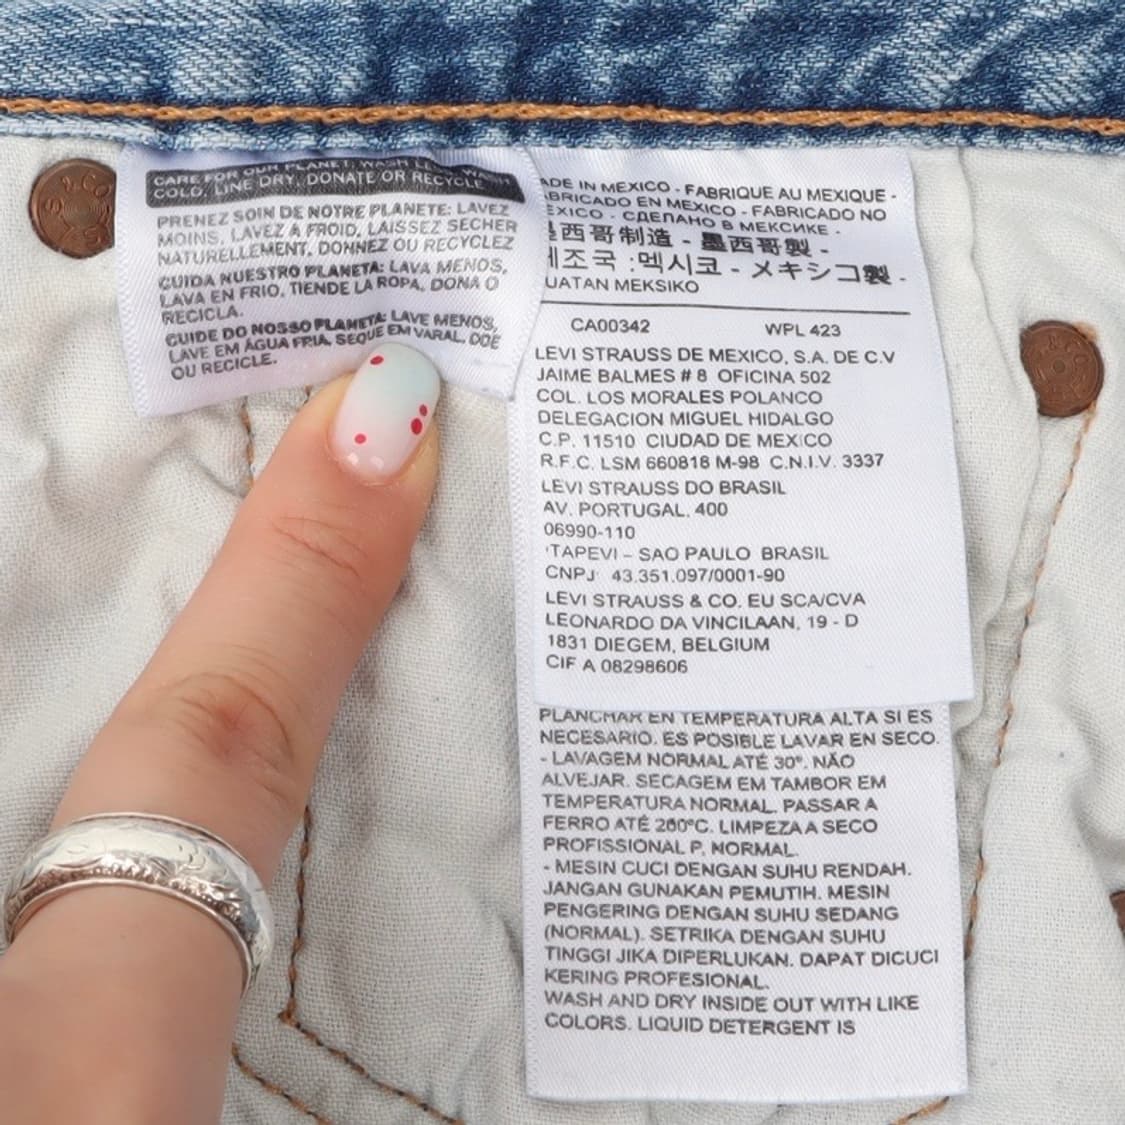 CARE FOR OUR PLANET: WASH LESS, WASH
COLD, LINE DRY, DONATE OR RECYCLE
PRENEZ SOIN DE NOTRE PLANETE: LAVEZ
MOINS, LAVEZ A FROID, LAISSEZ SECHER
NATURELLEMENT, DONNEZ OU RECYCLEZ
CUIDA NUESTRO PLANETA: LAVA MENOS,
LAVA EN FRIO, TIENDE LA ROPA, DONA O
RECICLA.
CUIDE DO NOSSO PLANETA: LAVE MENOS,
LAVE EM ÁGUA FRIA, SEQUE EM VARAL, DOE
OU RECICLE.
ADE IN MEXICO - FABRIQUE AU MEXIQUE -
ABRICADO EN MEXICO - FABRICADO NO
EXICO - СДЕЛАНО В МЕКСИКЕ -
墨西哥制造 - 墨西哥製 -
제조국 :멕시코 - メキシコ製 -
UATAN MEKSIKO
CA00342 WPL 423
LEVI STRAUSS DE MEXICO, S.A. DE C.V
JAIME BALMES # 8 OFICINA 502
COL. LOS MORALES POLANCO
DELEGACION MIGUEL HIDALGO
C.P. 11510 CIUDAD DE MEXICO
R.F.C. LSM 660818 M-98 C.N.I.V. 3337
LEVI STRAUSS DO BRASIL
AV. PORTUGAL. 400
06990-110
ITAPEVI – SAO PAULO BRASIL
CNPJ: 43.351.097/0001-90
LEVI STRAUSS & CO. EU SCA/CVA
LEONARDO DA VINCILAAN, 19 - D
1831 DIEGEM, BELGIUM
CIF A 08298606
PLANCHAR EN TEMPERATURA ALTA SI ES
NECESARIO. ES POSIBLE LAVAR EN SECO.
- LAVAGEM NORMAL ATÉ 30°. NÃO
ALVEJAR. SECAGEM EM TAMBOR EM
TEMPERATURA NORMAL. PASSAR A
FERRO ATÉ 200°C. LIMPEZA A SECO
PROFISSIONAL P, NORMAL.
- MESIN CUCI DENGAN SUHU RENDAH.
JANGAN GUNAKAN PEMUTIH. MESIN
PENGERING DENGAN SUHU SEDANG
(NORMAL). SETRIKA DENGAN SUHU
TINGGI JIKA DIPERLUKAN. DAPAT DICUCI
KERING PROFESIONAL.
WASH AND DRY INSIDE OUT WITH LIKE
COLORS. LIQUID DETERGENT IS